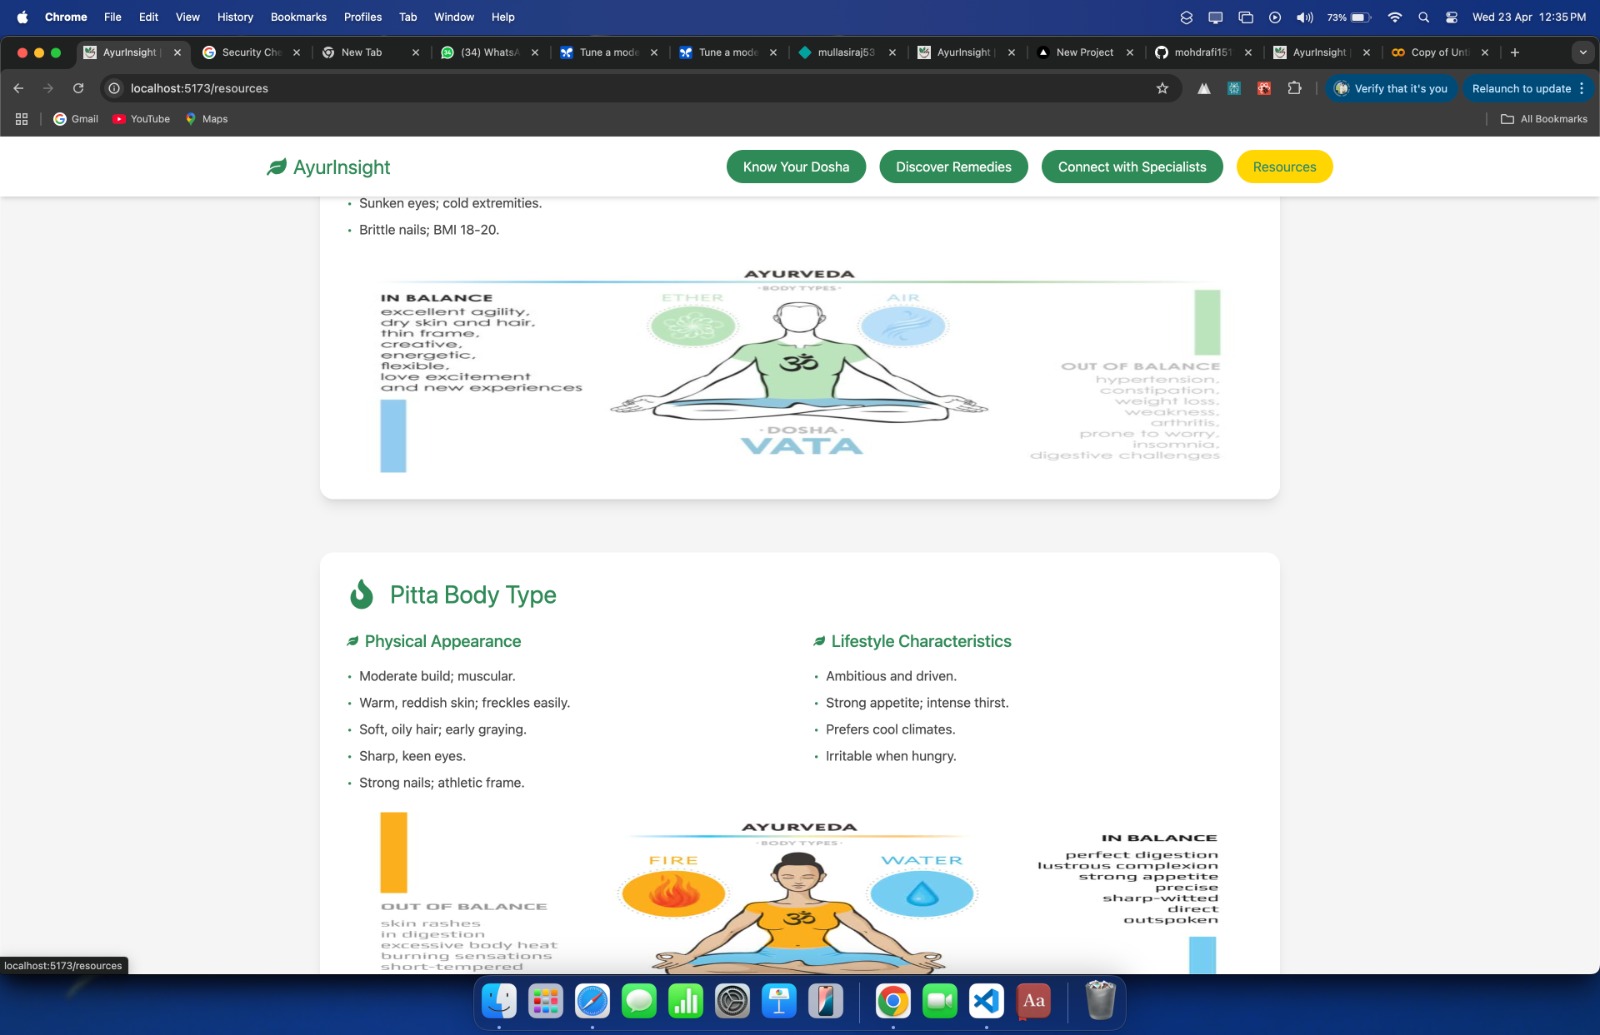 Chrome File Edit View History Bookmarks Profiles Tab Window Help 73% Wed 23 Apr 12:35 PM
AyurInsight | Security Che New Tab (34) WhatsA Tune a mode Tune a mode mullasiraj53 AyurInsight | New Project mohdrafi151 AyurInsight | Copy of Unt
localhost:5173/resources Verify that it's you Relaunch to update
Gmail YouTube Maps All Bookmarks
AyurInsight Know Your Dosha Discover Remedies Connect with Specialists Resources
• Sunken eyes; cold extremities.
• Brittle nails; BMI 18-20.
AYURVEDA
·BODY TYPES·
IN BALANCE
excellent agility,
dry skin and hair,
thin frame,
creative,
energetic,
flexible,
love excitement
and new experiences
ETHER AIR
ॐ
·DOSHA·
VATA
OUT OF BALANCE
hypertension,
constipation,
weight loss,
weakness,
arthritis,
prone to worry,
insomnia,
digestive challenges
Pitta Body Type
Physical Appearance
• Moderate build; muscular.
• Warm, reddish skin; freckles easily.
• Soft, oily hair; early graying.
• Sharp, keen eyes.
• Strong nails; athletic frame.
Lifestyle Characteristics
• Ambitious and driven.
• Strong appetite; intense thirst.
• Prefers cool climates.
• Irritable when hungry.
AYURVEDA
·BODY TYPES·
OUT OF BALANCE
skin rashes
in digestion
excessive body heat
burning sensations
short-tempered
FIRE WATER
ॐ
IN BALANCE
perfect digestion
lustrous complexion
strong appetite
precise
sharp-witted
direct
outspoken
localhost:5173/resources
Aa